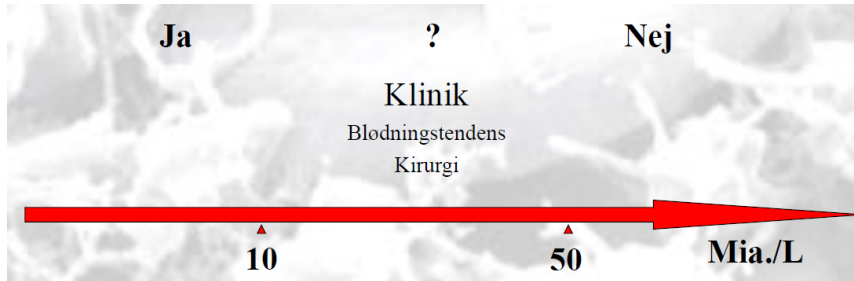 Ja ? Nej
Klinik
Blødningstendens
Kirurgi
10 50 Mia./L